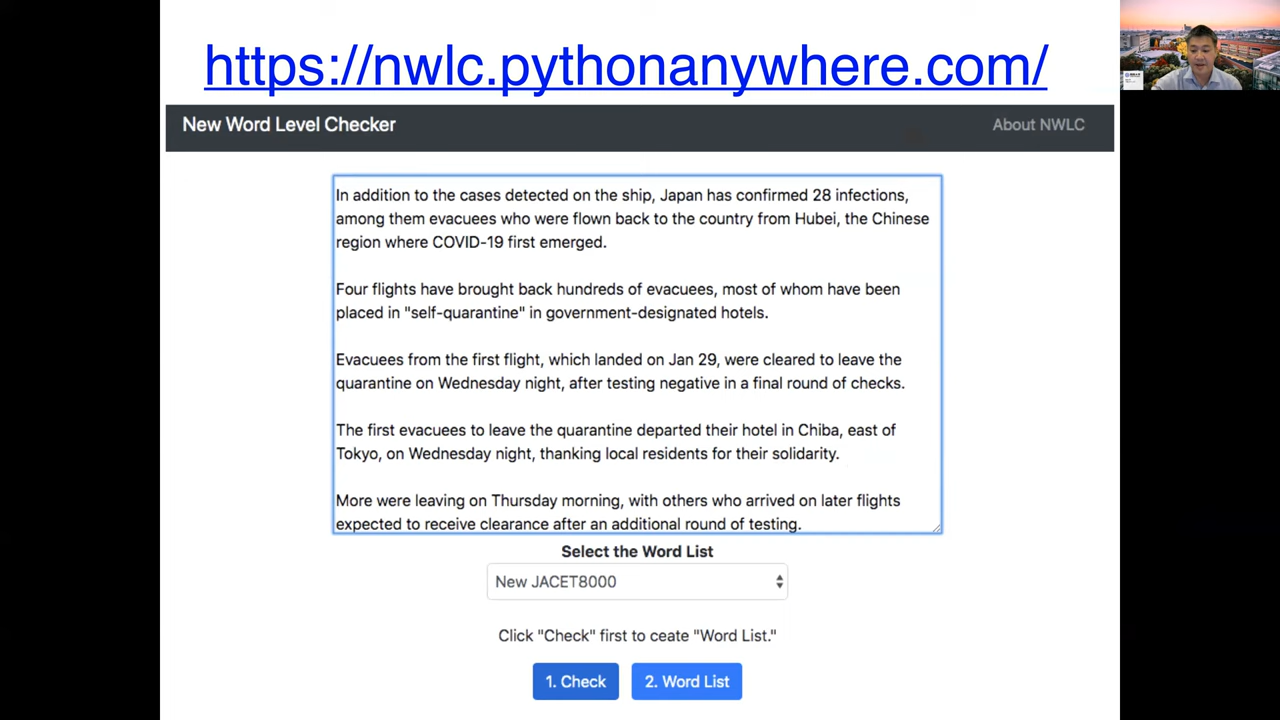 https://nwlc.pythonanywhere.com/
New Word Level Checker
About NWLC
In addition to the cases detected on the ship, Japan has confirmed 28 infections,
among them evacuees who were flown back to the country from Hubei, the Chinese
region where COVID-19 first emerged.
Four flights have brought back hundreds of evacuees, most of whom have been
placed in "self-quarantine" in government-designated hotels.
Evacuees from the first flight, which landed on Jan 29, were cleared to leave the
quarantine on Wednesday night, after testing negative in a final round of checks.
The first evacuees to leave the quarantine departed their hotel in Chiba, east of
Tokyo, on Wednesday night, thanking local residents for their solidarity.
More were leaving on Thursday morning, with others who arrived on later flights
expected to receive clearance after an additional round of testing.
Select the Word List
New JACET8000
Click "Check" first to ceate "Word List."
1. Check
2. Word List